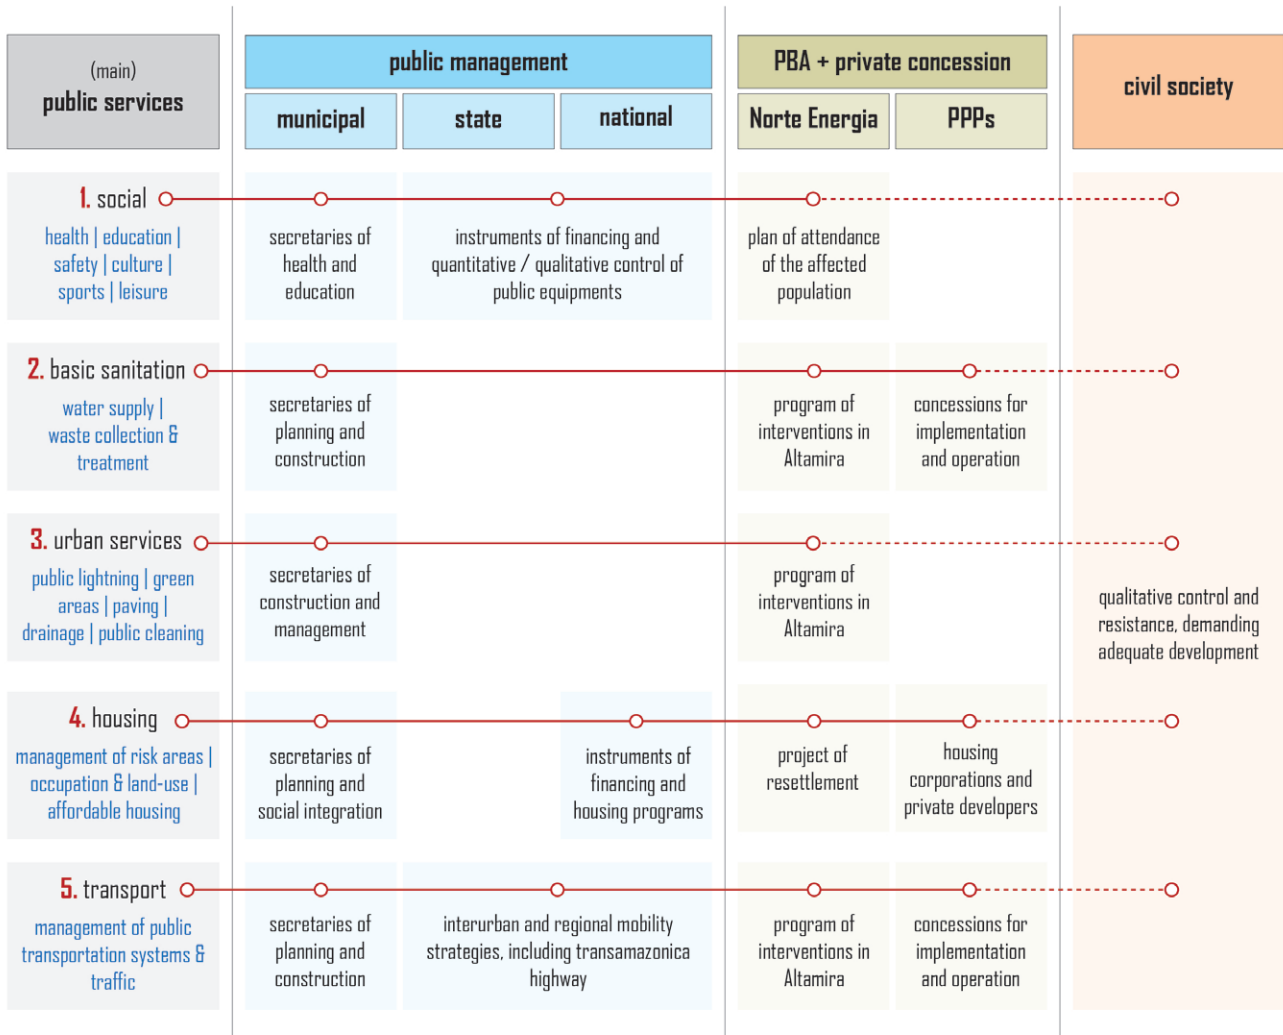 (main)
public services
public management
municipal
state
national
PBA + private concession
Norte Energia
PPPs
civil society
1. social
health | education |
safety | culture |
sports | leisure
secretaries of
health and
education
instruments of financing and
quantitative / qualitative control of
public equipments
plan of attendance
of the affected
population
2. basic sanitation
water supply |
waste collection &
treatment
secretaries of
planning and
construction
program of
interventions in
Altamira
concessions for
implementation
and operation
3. urban services
public lightning | green
areas | paving |
drainage | public cleaning
secretaries of
construction and
management
program of
interventions in
Altamira
qualitative control and
resistance, demanding
adequate development
4. housing
management of risk areas |
occupation & land-use |
affordable housing
secretaries of
planning and
social integration
instruments of
financing and
housing programs
project of
resettlement
housing
corporations and
private developers
5. transport
management of public
transportation systems &
traffic
secretaries of
planning and
construction
interurban and regional mobility
strategies, including transamazonica
highway
program of
interventions in
Altamira
concessions for
implementation
and operation